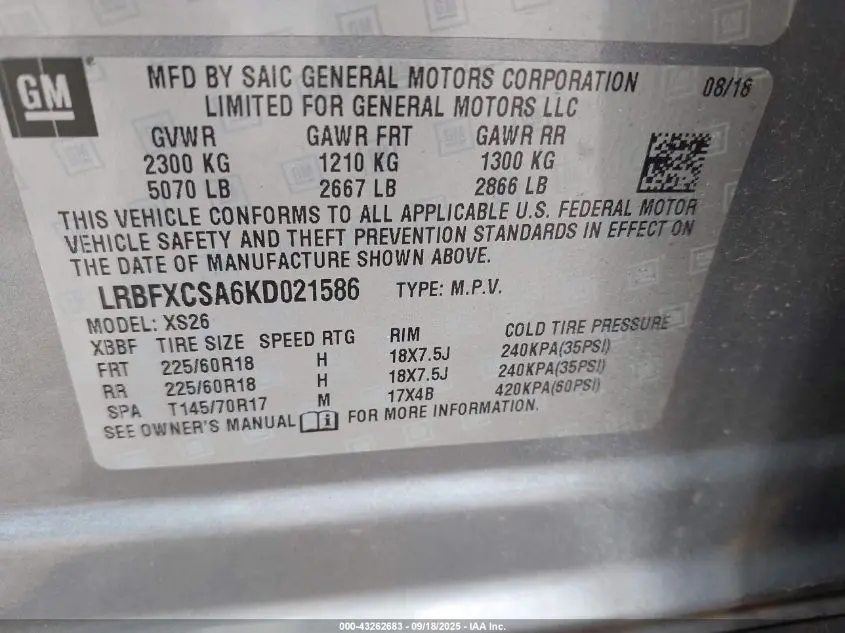 GM
MFD BY SAIC GENERAL MOTORS CORPORATION 08/18
LIMITED FOR GENERAL MOTORS LLC
GVWR GAWR FRT GAWR RR
2300 KG 1210 KG 1300 KG
5070 LB 2667 LB 2866 LB
THIS VEHICLE CONFORMS TO ALL APPLICABLE U.S. FEDERAL MOTOR
VEHICLE SAFETY AND THEFT PREVENTION STANDARDS IN EFFECT ON
THE DATE OF MANUFACTURE SHOWN ABOVE.
LRBFXCSA6KD021586 TYPE: M.P.V.
MODEL: XS26
XBBF TIRE SIZE SPEED RTG RIM COLD TIRE PRESSURE
FRT 225/60R18 H 18X7.5J 240KPA(35PSI)
RR 225/60R18 H 18X7.5J 240KPA(35PSI)
SPA T145/70R17 M 17X4B 420KPA(60PSI)
SEE OWNER'S MANUAL FOR MORE INFORMATION.
000-43262683 - 09/18/2025 - IAA Inc.